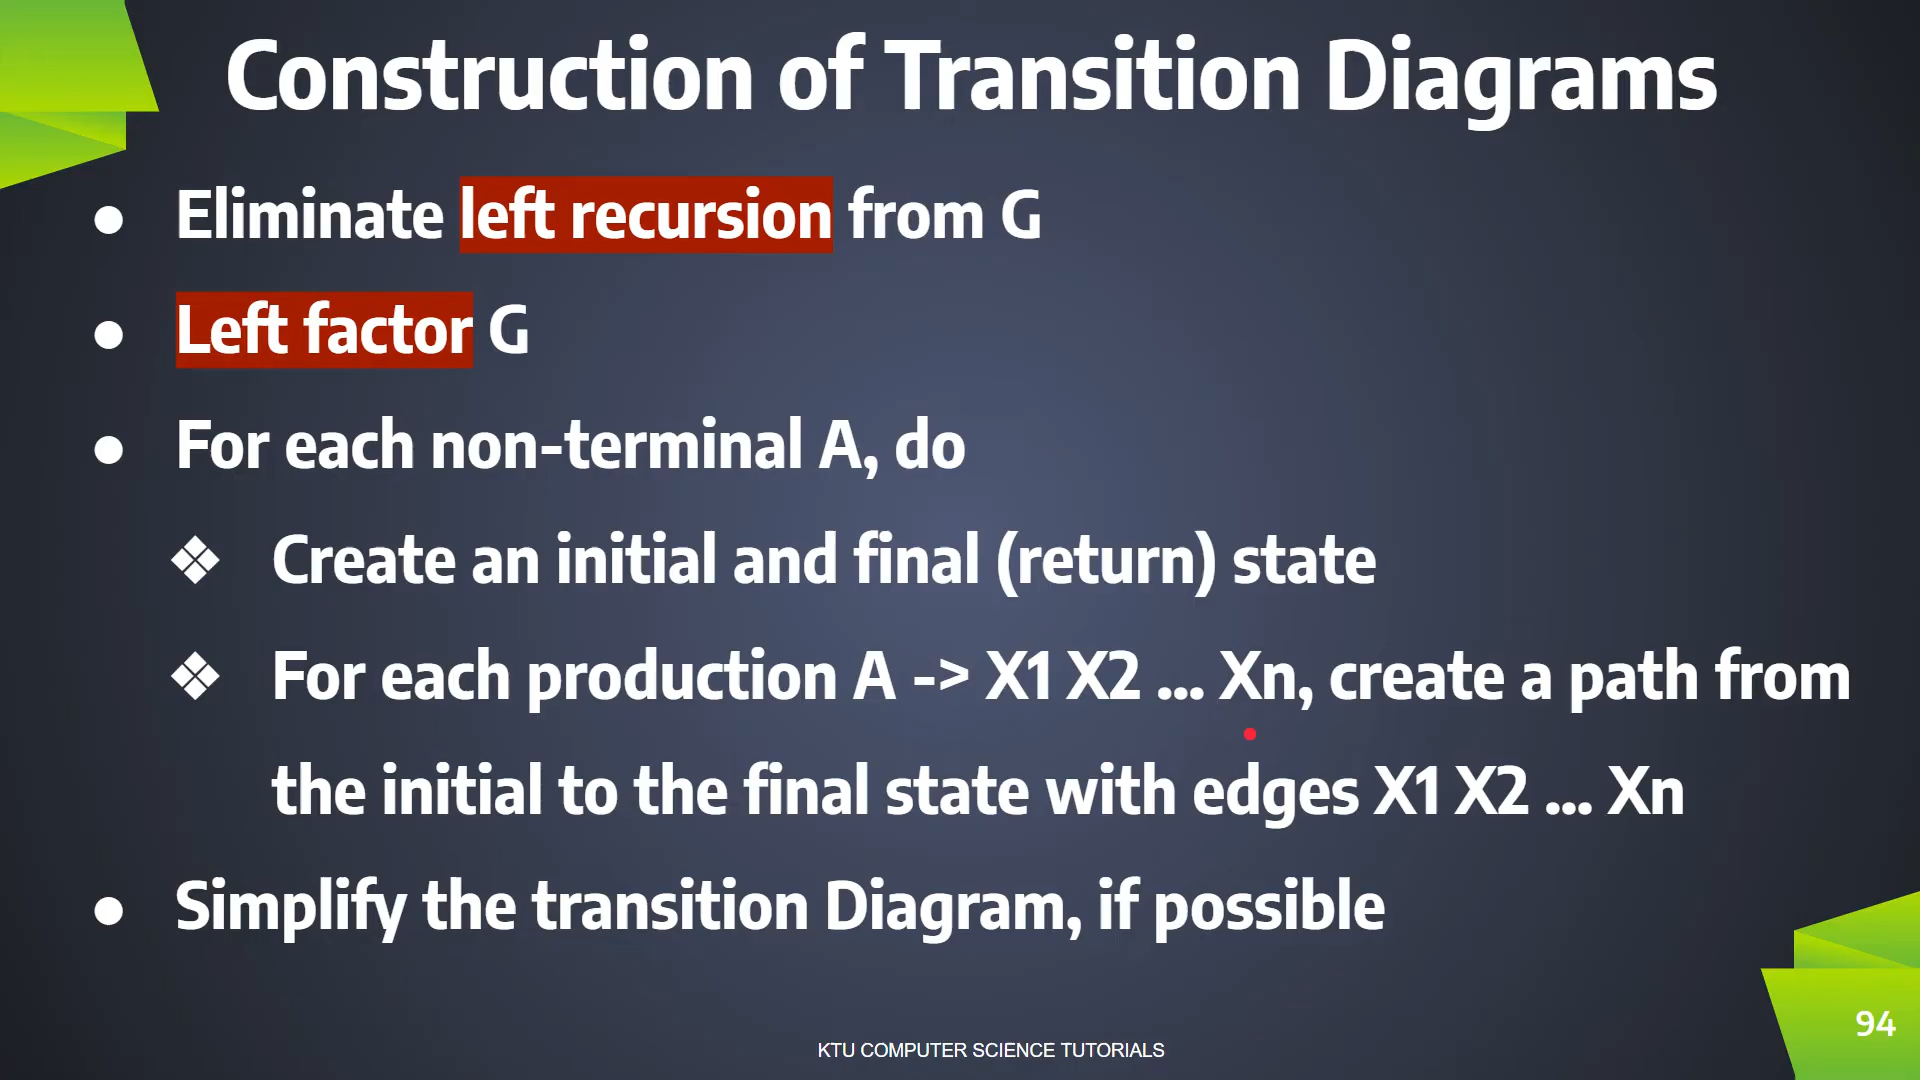 Construction of Transition Diagrams
● Eliminate left recursion from G
● Left factor G
● For each non-terminal A, do
❖ Create an initial and final (return) state
❖ For each production A -> X1 X2 ... Xn, create a path from
the initial to the final state with edges X1 X2 ... Xn
● Simplify the transition Diagram, if possible
94
KTU COMPUTER SCIENCE TUTORIALS